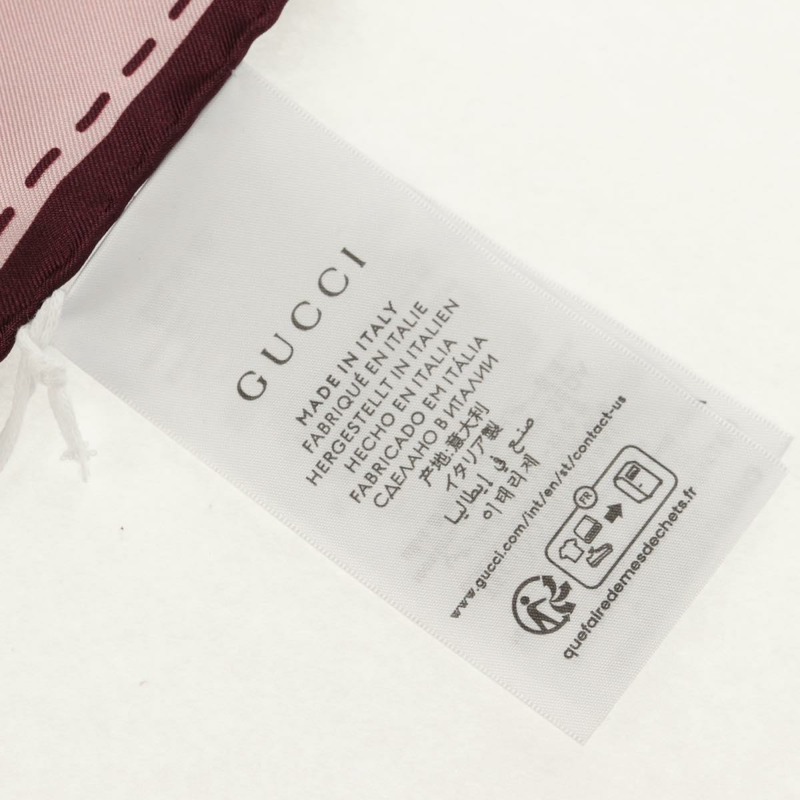 GUCCI
MADE IN ITALY
FABRIQUÉ EN ITALIE
HERGESTELLT IN ITALIEN
HECHO EN ITALIA
FABRICADO EM ITÁLIA
СДЕЛАНО В ИТАЛИИ
产地:意大利
イタリア製
صنع في إيطاليا
이태리제
www.gucci.com/int/en/st/contact-us
FR
quefairedemesdechets.fr